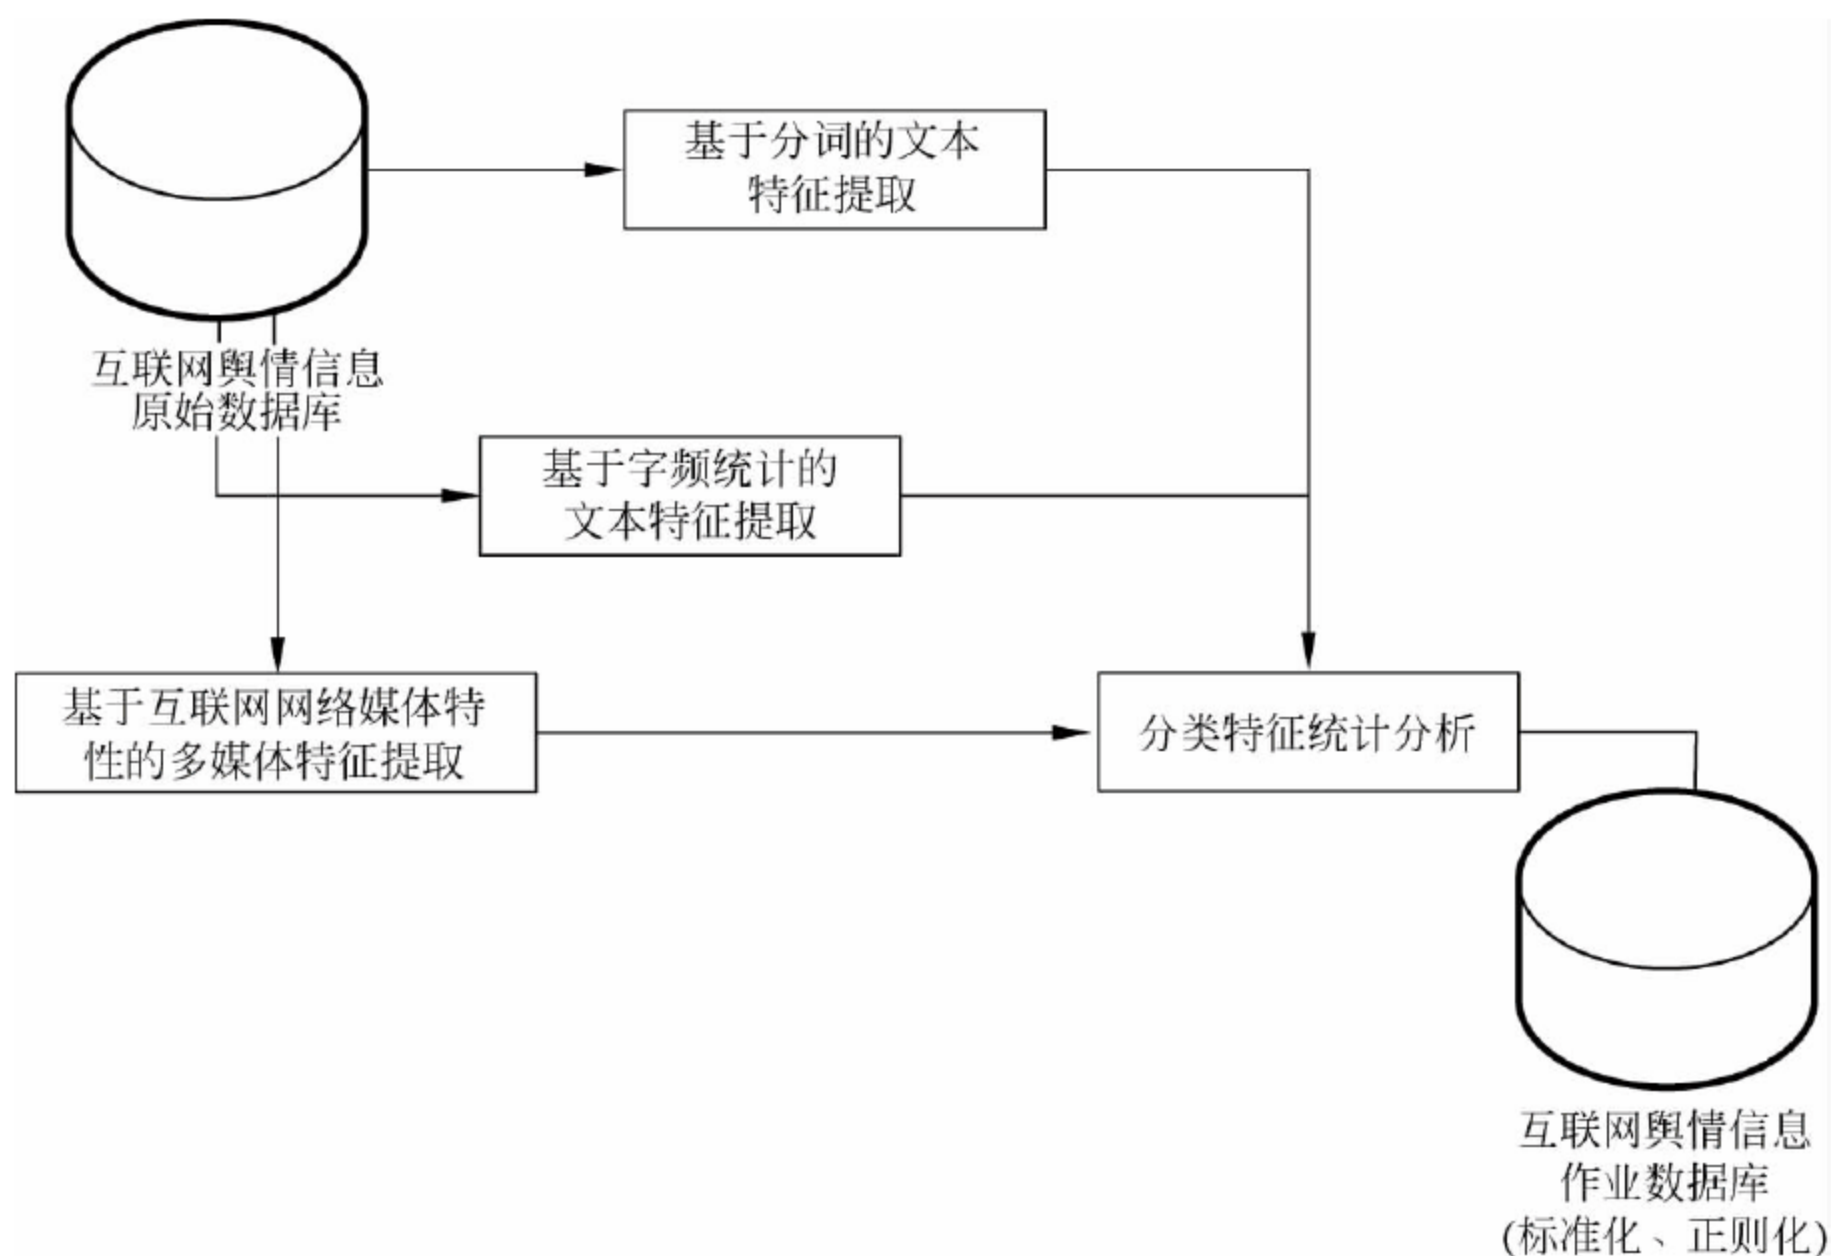 基于分词的文本
特征提取
互联网舆情信息
原始数据库
基于字频统计的
文本特征提取
基于互联网网络媒体特
性的多媒体特征提取
分类特征统计分析
互联网舆情信息
作业数据库
(标准化、正则化)